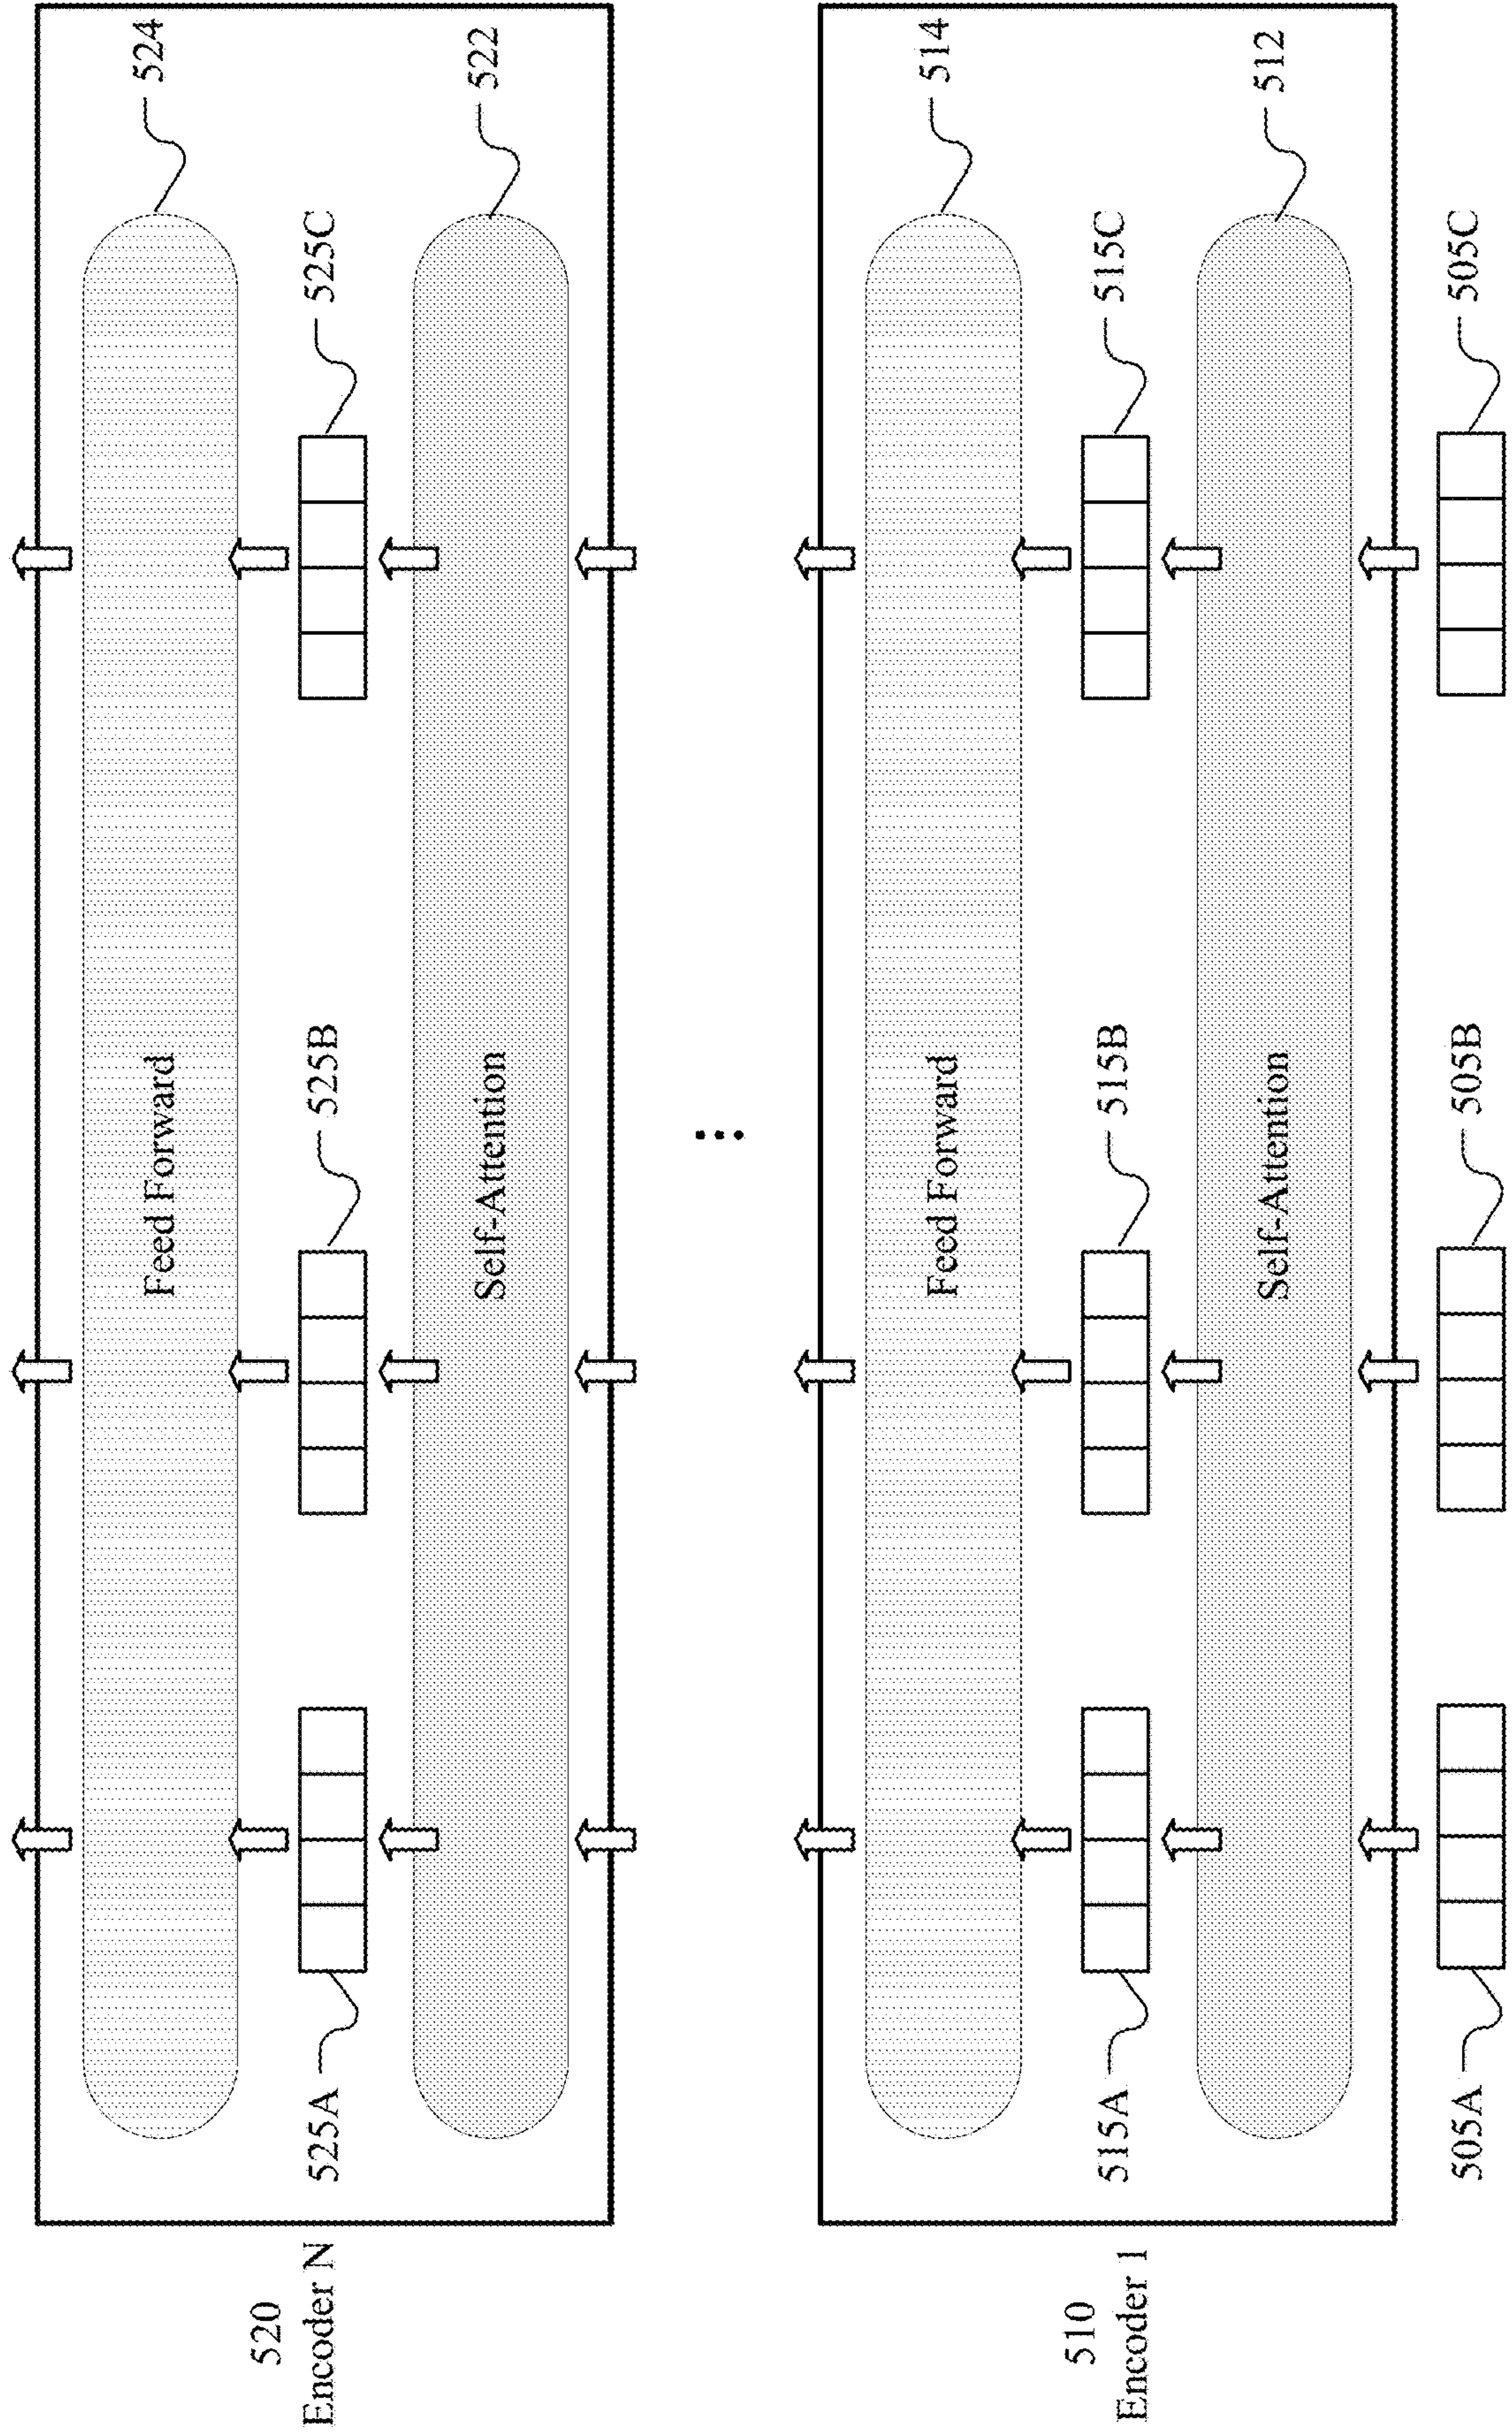 520
Encoder N
524
Feed Forward
525A
525B
525C
522
Self-Attention
...
510
Encoder 1
514
Feed Forward
515A
515B
515C
512
Self-Attention
505A
505B
505C